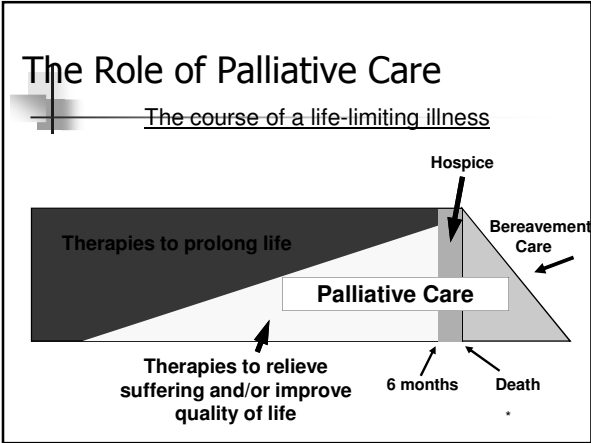 The Role of Palliative Care
The course of a life-limiting illness
Hospice
Therapies to prolong life
Bereavement
Care
Palliative Care
Therapies to relieve
suffering and/or improve
quality of life
6 months
Death
*